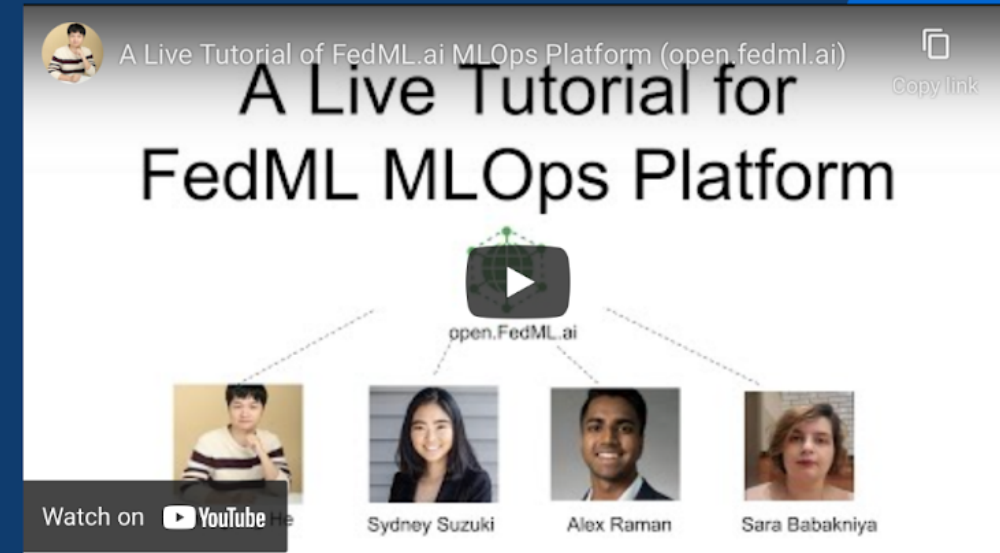 A Live Tutorial of FedML.ai MLOps Platform (open.fedml.ai)
Copy link
A Live Tutorial for
FedML MLOps Platform
open.FedML.ai
He
Sydney Suzuki
Alex Raman
Sara Babakniya
Watch on YouTube